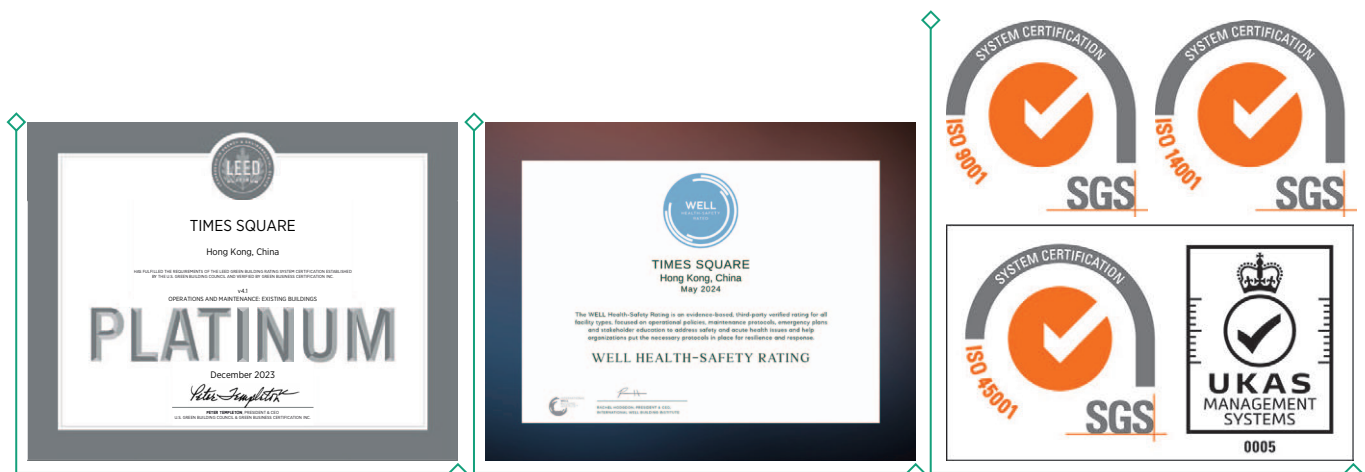 LEED
TIMES SQUARE
Hong Kong, China
HAS FULFILLED THE REQUIREMENTS OF THE LEED GREEN BUILDING RATING SYSTEM CERTIFICATION ESTABLISHED
BY THE U.S. GREEN BUILDING COUNCIL AND VERIFIED BY GREEN BUSINESS CERTIFICATION INC.
v4.1
OPERATIONS AND MAINTENANCE: EXISTING BUILDINGS
PLATINUM
December 2023
Peter Templeton
PETER TEMPLETON, PRESIDENT & CEO
U.S. GREEN BUILDING COUNCIL & GREEN BUSINESS CERTIFICATION INC.
WELL
HEALTH-SAFETY
RATED
TIMES SQUARE
Hong Kong, China
May 2024
The WELL Health-Safety Rating is an evidence-based, third-party verified rating for all
facility types, focused on operational policies, maintenance protocols, emergency plans
and stakeholder education to address safety and acute health issues and help
organizations put the necessary protocols in place for resilience and response.
WELL HEALTH-SAFETY RATING
RACHEL HODGDON, PRESIDENT & CEO,
INTERNATIONAL WELL BUILDING INSTITUTE
SYSTEM CERTIFICATION
ISO 9001
SGS
SYSTEM CERTIFICATION
ISO 14001
SGS
SYSTEM CERTIFICATION
ISO 45001
SGS
UKAS
MANAGEMENT
SYSTEMS
0005